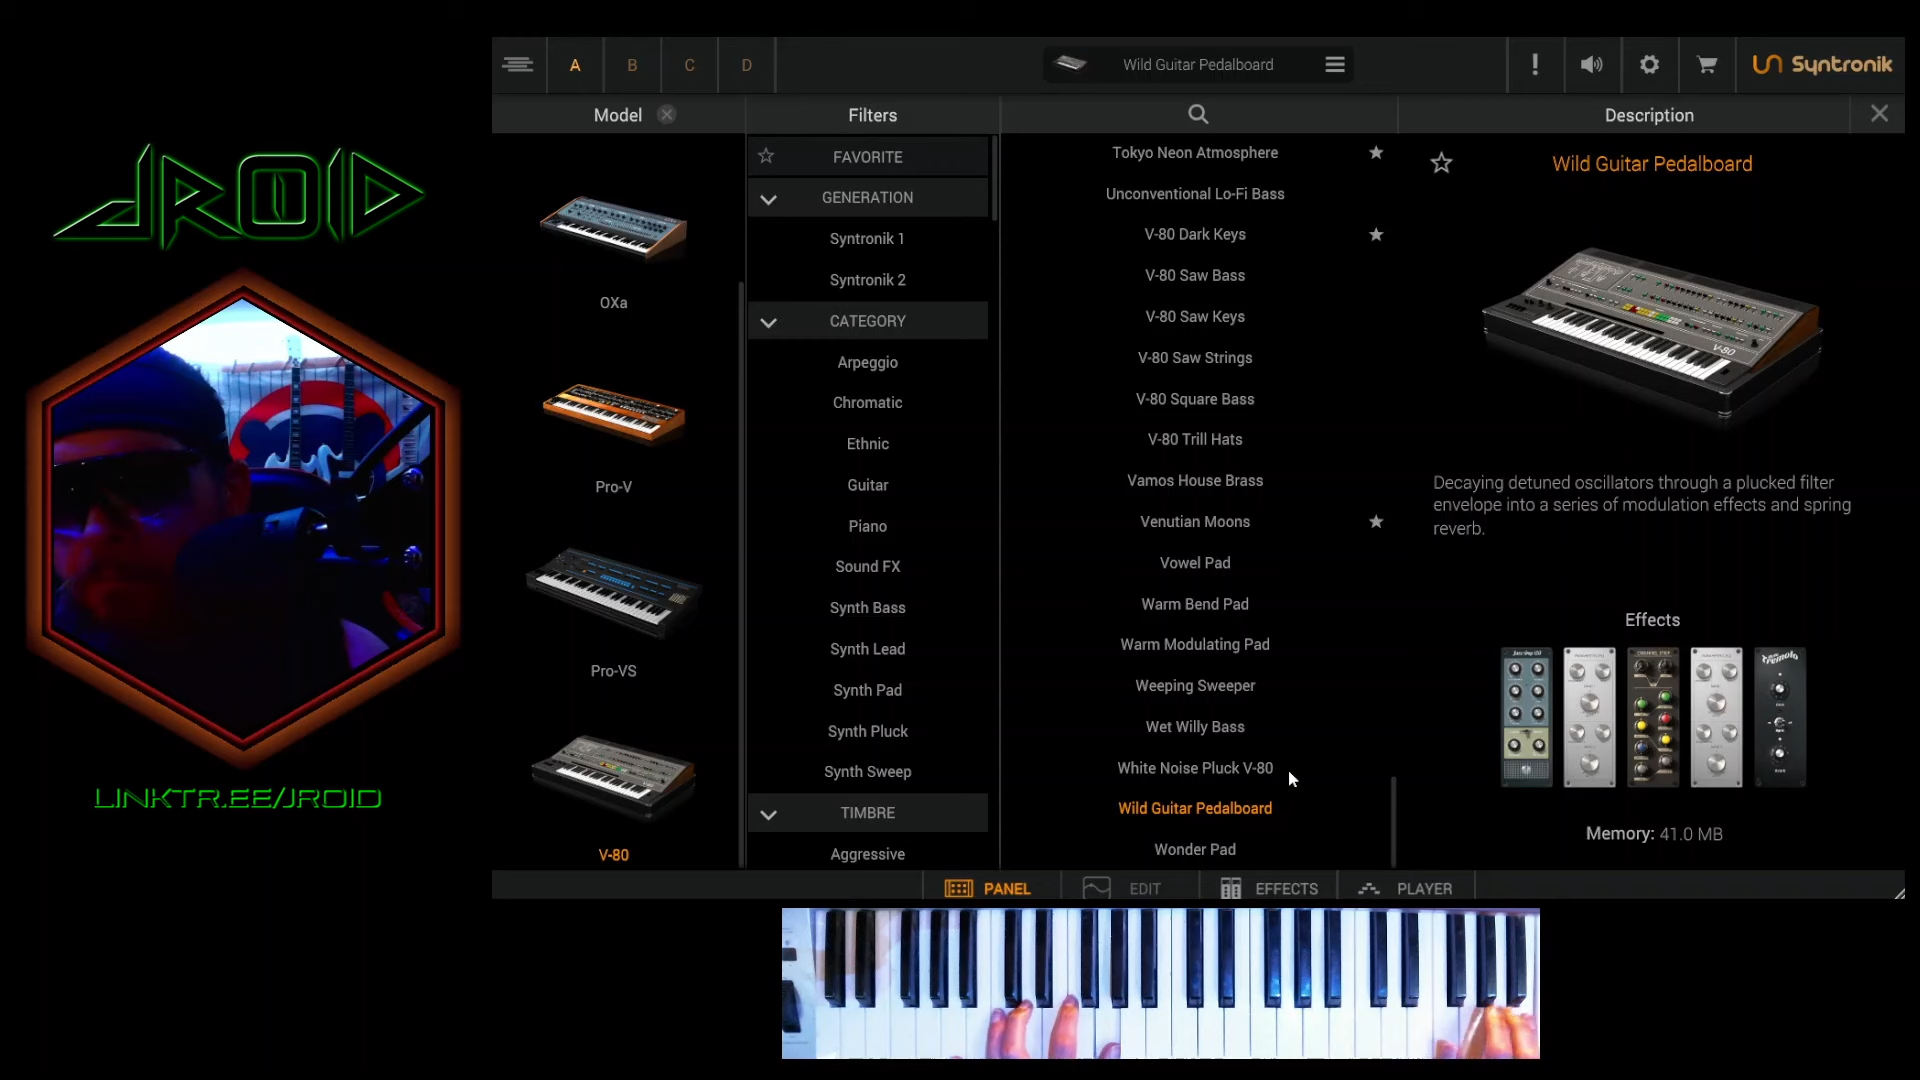 JROID
LINKTR.EE/JROID
A
B
C
D
Wild Guitar Pedalboard
Syntronik
Model
Filters
Description
OXa
Pro-V
Pro-VS
V-80
FAVORITE
GENERATION
Syntronik 1
Syntronik 2
CATEGORY
Arpeggio
Chromatic
Ethnic
Guitar
Piano
Sound FX
Synth Bass
Synth Lead
Synth Pad
Synth Pluck
Synth Sweep
TIMBRE
Aggressive
Tokyo Neon Atmosphere
Unconventional Lo-Fi Bass
V-80 Dark Keys
V-80 Saw Bass
V-80 Saw Keys
V-80 Saw Strings
V-80 Square Bass
V-80 Trill Hats
Vamos House Brass
Venutian Moons
Vowel Pad
Warm Bend Pad
Warm Modulating Pad
Weeping Sweeper
Wet Willy Bass
White Noise Pluck V-80
Wild Guitar Pedalboard
Wonder Pad
Wild Guitar Pedalboard
V-80
Decaying detuned oscillators through a plucked filter
envelope into a series of modulation effects and spring
reverb.
Effects
Memory: 41.0 MB
PANEL
EDIT
EFFECTS
PLAYER